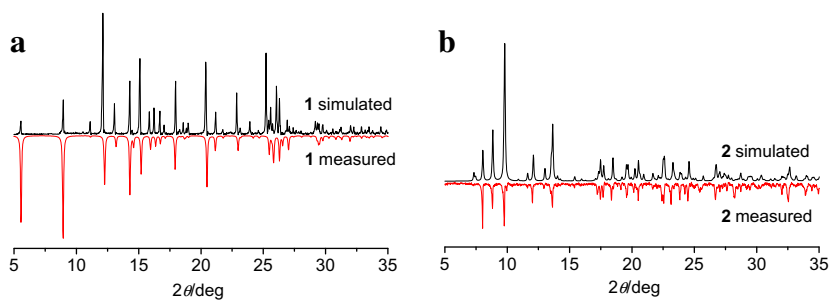 a
1 simulated
1 measured
5 10 15 20 25 30 35
2θ/deg
b
2 simulated
2 measured
5 10 15 20 25 30 35
2θ/deg